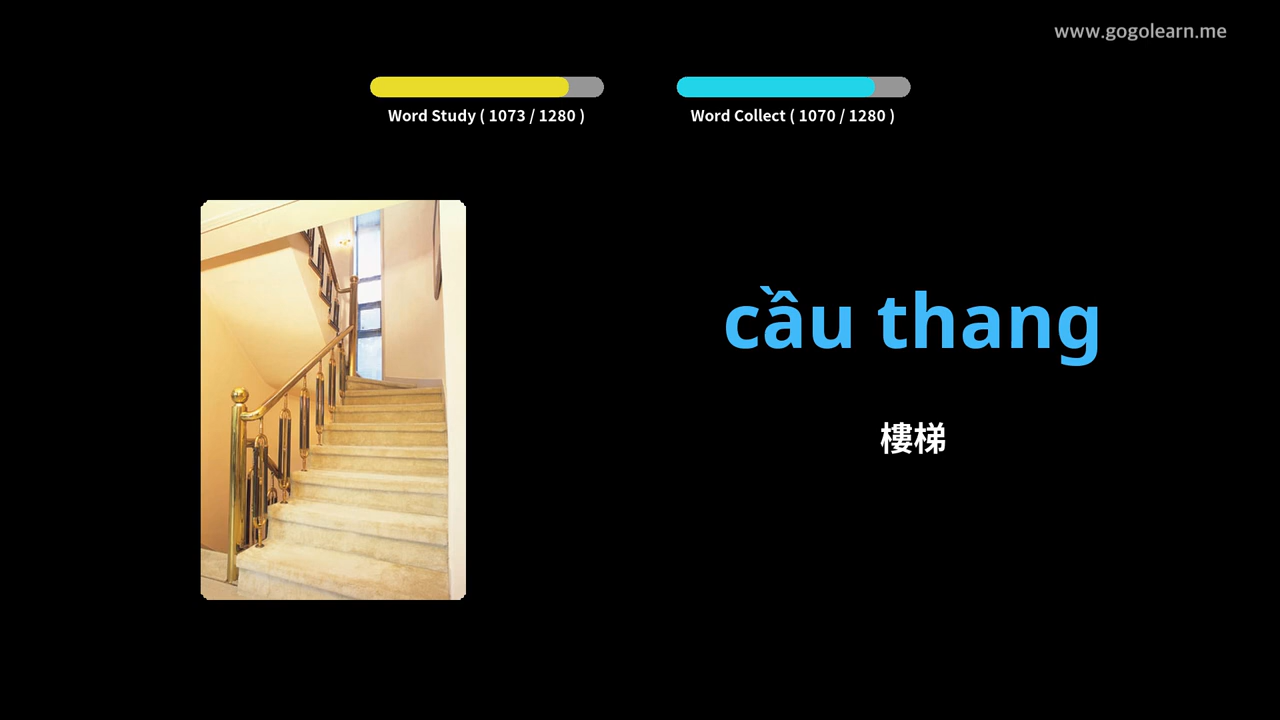 www.gogolearn.me
Word Study ( 1073 / 1280 )
Word Collect ( 1070 / 1280 )
cầu thang
樓梯